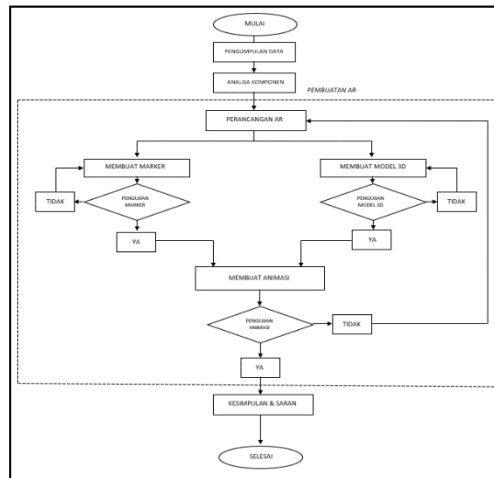 MULAI
PENGUMPULAN DATA
ANALISA KOMPONEN
PEMBUATAN AR
PERANCANGAN AR
MEMBUAT MARKER
MEMBUAT MODEL 3D
TIDAK
PENGUJIAN
MARKER
PENGUJIAN
MODEL 3D
TIDAK
YA
YA
MEMBUAT ANIMASI
PENGUJIAN
ANIMASI
TIDAK
YA
KESIMPULAN & SARAN
SELESAI